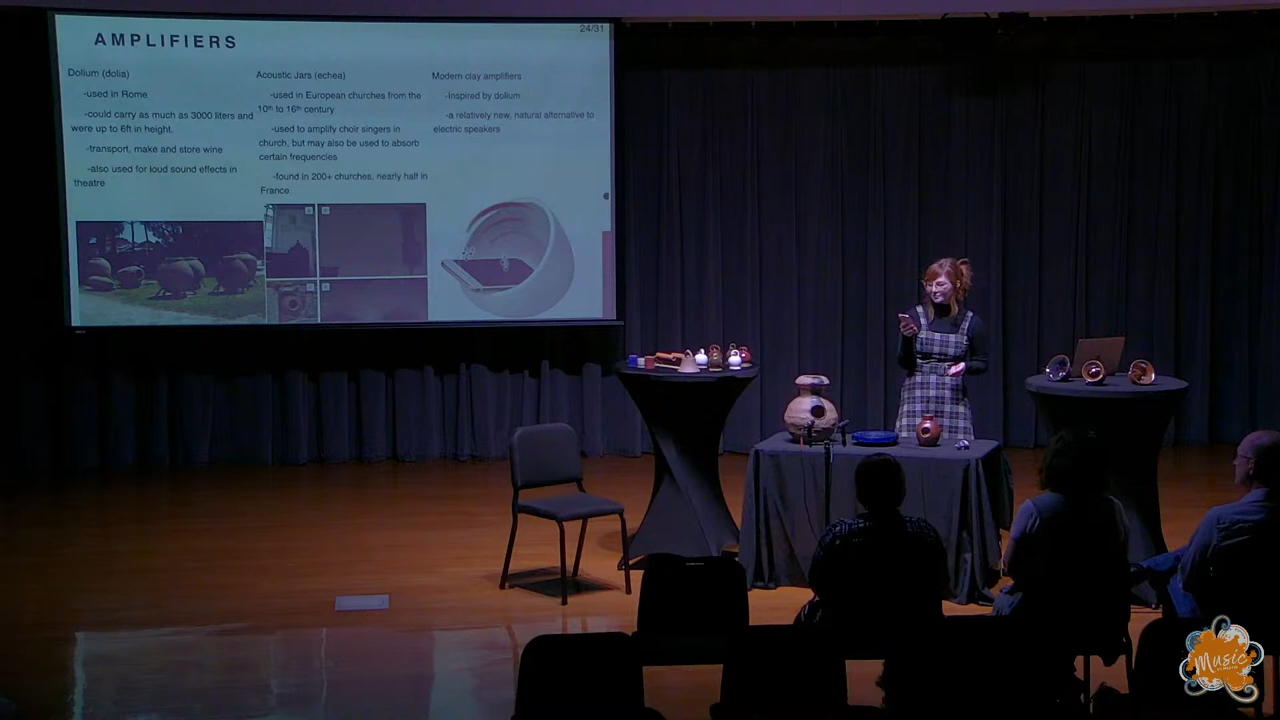 24/31
AMPLIFIERS
Dolium (dolia)
-used in Rome
-could carry as much as 3000 liters and
were up to 6ft in height.
-transport, make and store wine
-also used for loud sound effects in
theatre
Acoustic Jars (echea)
-used in European churches from the
10th to 16th century
-used to amplify choir singers in
church, but may also be used to absorb
certain frequencies
-found in 200+ churches, nearly half in
France
Modern clay amplifiers
-Inspired by dolium
-a relatively new, natural alternative to
electric speakers
Music